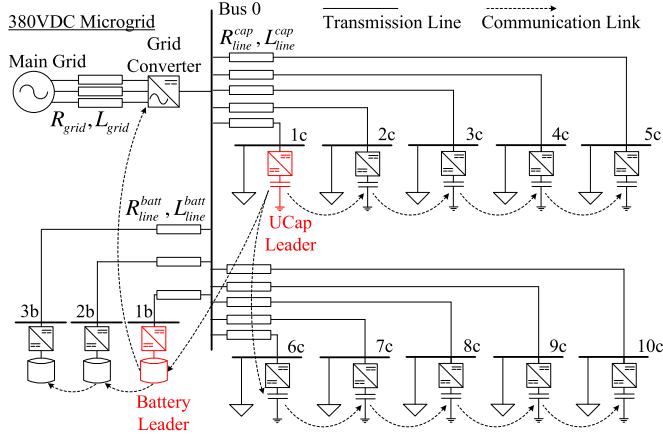 380VDC Microgrid
Bus 0
Transmission Line
Communication Link
Main Grid
Grid
Converter
R_grid, L_grid
R_line^cap, L_line^cap
1c
2c
3c
4c
5c
UCap
Leader
R_line^batt, L_line^batt
3b
2b
1b
Battery
Leader
6c
7c
8c
9c
10c